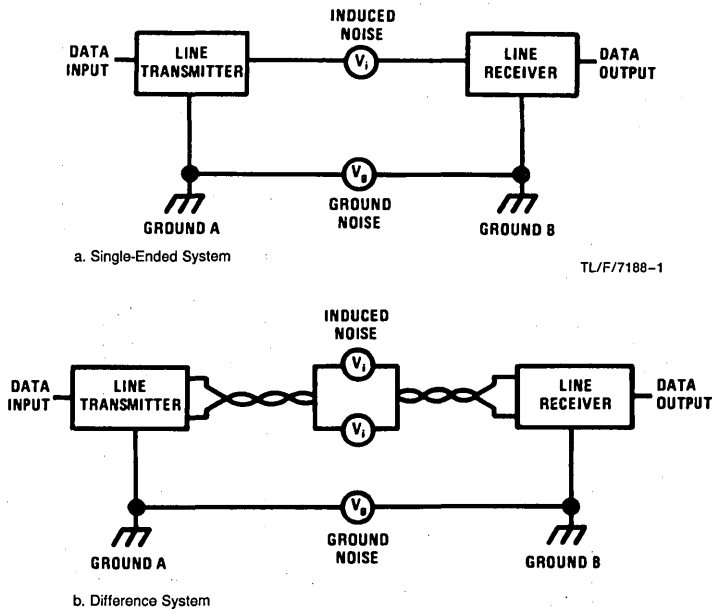 INDUCED
NOISE
DATA
INPUT
LINE
TRANSMITTER
Vi
LINE
RECEIVER
DATA
OUTPUT
Vg
GROUND A
GROUND
NOISE
GROUND B
a. Single-Ended System
TL/F/7188–1
INDUCED
NOISE
DATA
INPUT
LINE
TRANSMITTER
Vi
Vi
LINE
RECEIVER
DATA
OUTPUT
Vg
GROUND A
GROUND
NOISE
GROUND B
b. Difference System